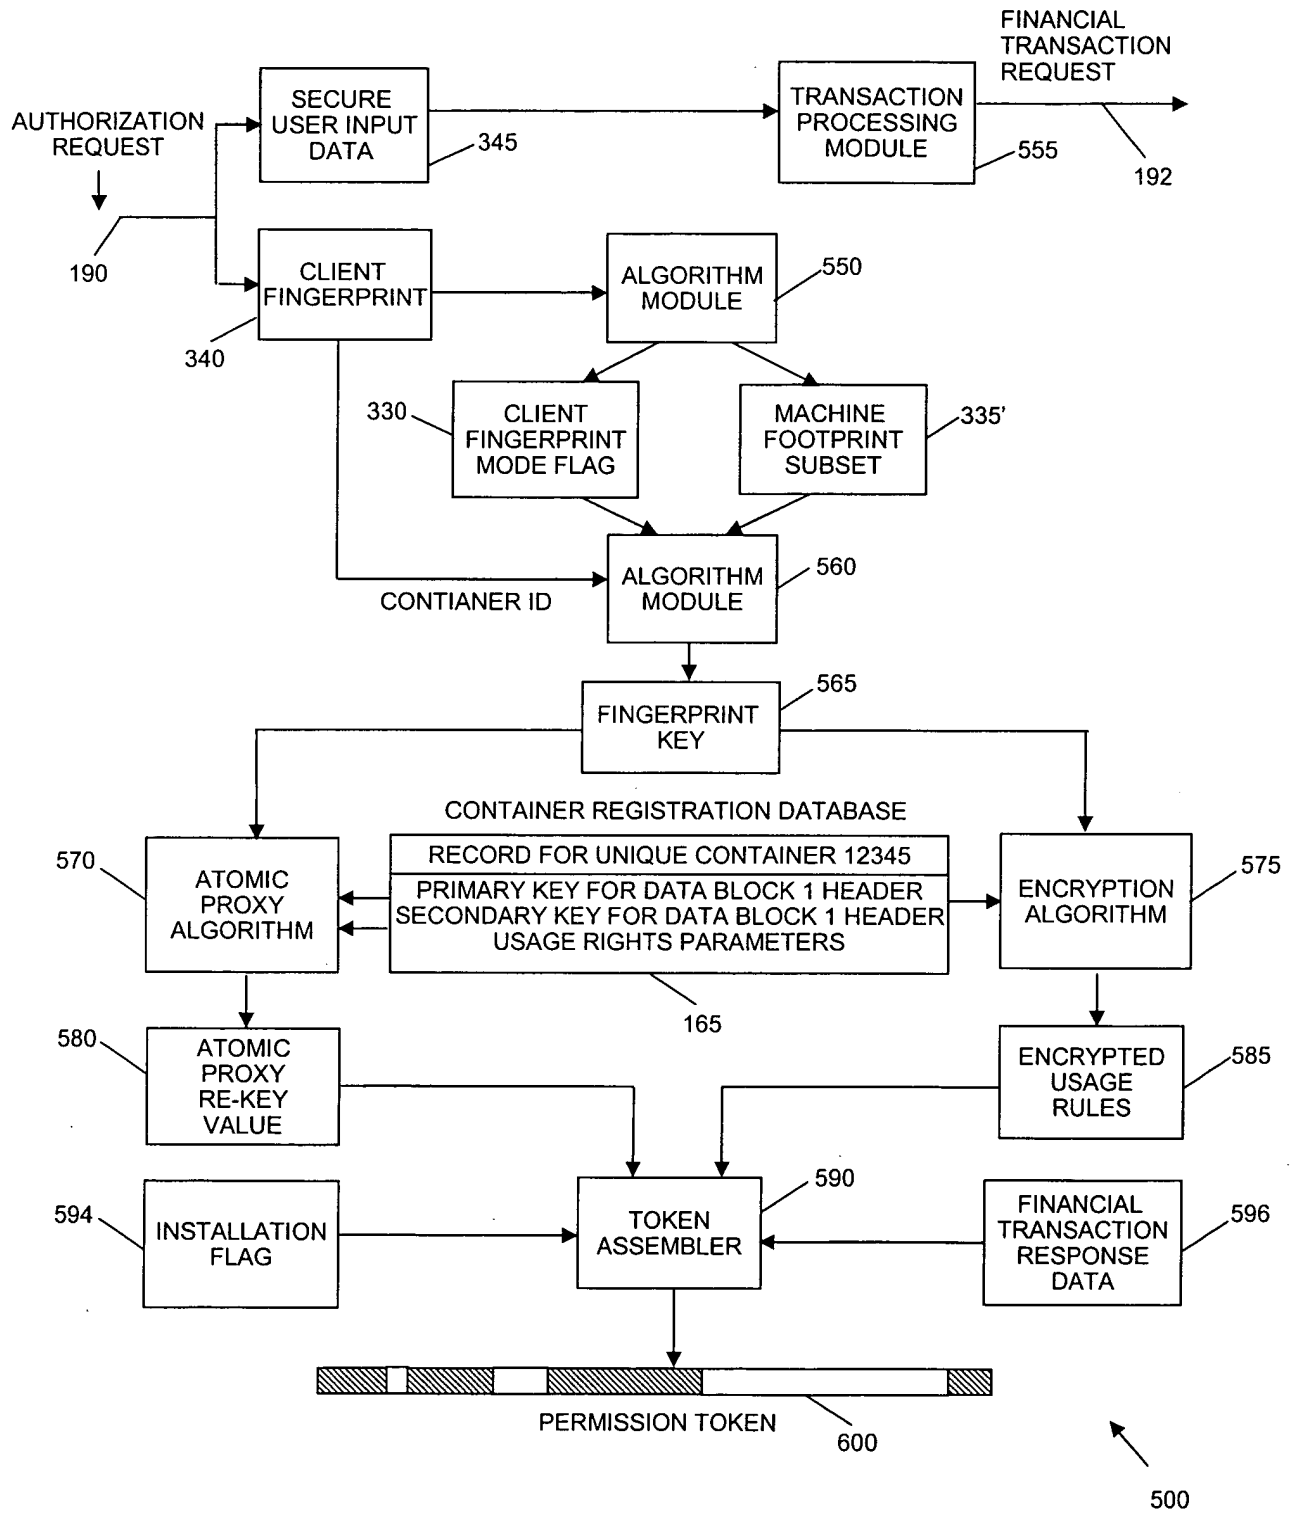 FINANCIAL
TRANSACTION
REQUEST
AUTHORIZATION
REQUEST
190
SECURE
USER INPUT
DATA
345
TRANSACTION
PROCESSING
MODULE
555
192
CLIENT
FINGERPRINT
340
ALGORITHM
MODULE
550
330
CLIENT
FINGERPRINT
MODE FLAG
MACHINE
FOOTPRINT
SUBSET
335'
ALGORITHM
MODULE
560
CONTIANER ID
FINGERPRINT
KEY
565
CONTAINER REGISTRATION DATABASE
570
ATOMIC
PROXY
ALGORITHM
RECORD FOR UNIQUE CONTAINER 12345
PRIMARY KEY FOR DATA BLOCK 1 HEADER
SECONDARY KEY FOR DATA BLOCK 1 HEADER
USAGE RIGHTS PARAMETERS
165
ENCRYPTION
ALGORITHM
575
580
ATOMIC
PROXY
RE-KEY
VALUE
ENCRYPTED
USAGE
RULES
585
594
INSTALLATION
FLAG
TOKEN
ASSEMBLER
590
FINANCIAL
TRANSACTION
RESPONSE
DATA
596
PERMISSION TOKEN
600
500